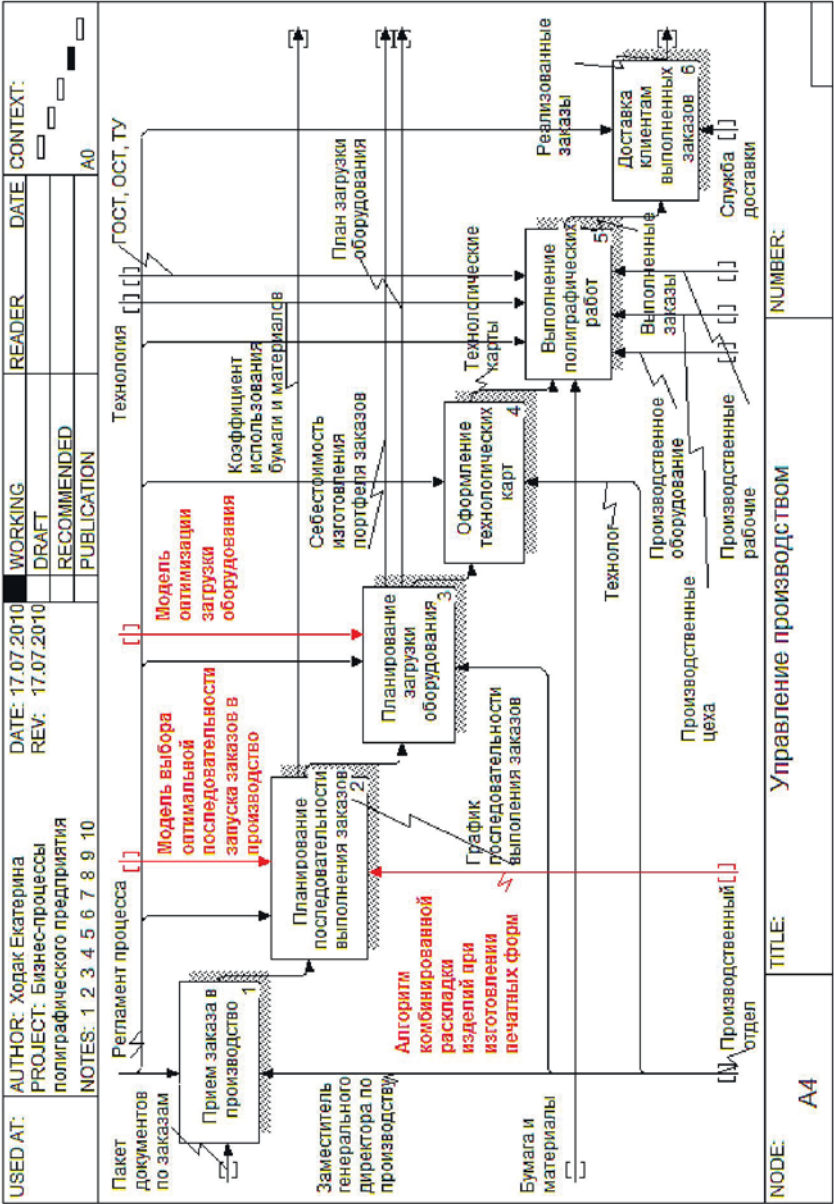 USED AT:
AUTHOR: Ходак Екатерина
PROJECT: Бизнес-процессы
полиграфического предприятия
NOTES: 1 2 3 4 5 6 7 8 9 10
DATE: 17.07.2010
REV: 17.07.2010
WORKING
DRAFT
RECOMMENDED
PUBLICATION
READER
DATE
CONTEXT:
A0
Пакет
документов
по заказам
Регламент процесса
Модель выбора
оптимальной
последовательности
запуска заказов в
производство
Модель
оптимизации
загрузки
оборудования
Технология
ГОСТ, ОСТ, ТУ
Прием заказа в
производство
1
Планирование
последовательности
выполнения заказов
2
Коэффициент
использования
бумаги и материалов
Себестоимость
изготовления
портфеля заказов
План загрузки
оборудования
Заместитель
генерального
директора по
производству
Планирование
загрузки
оборудования
3
Алгоритм
комбинированной
раскладки
изделий при
изготовлении
печатных форм
График
последовательности
выполения заказов
Оформление
технологических
карт
4
Технологические
карты
Бумага и
материалы
Выполнение
полиграфических
работ
5
Реализованные
заказы
Технолог
Выполненные
заказы
Доставка
клиентам
выполненных
заказов
6
Производственный
отдел
Производственные
цеха
Производственное
оборудование
Производственные
рабочие
Служба
доставки
NODE:
A4
TITLE:
Управление производством
NUMBER: